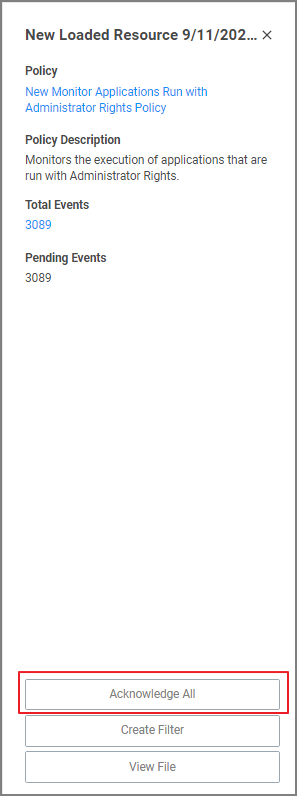 New Loaded Resource 9/11/202...
Policy
New Monitor Applications Run with
Administrator Rights Policy
Policy Description
Monitors the execution of applications that are
run with Administrator Rights.
Total Events
3089
Pending Events
3089
Acknowledge All
Create Filter
View File